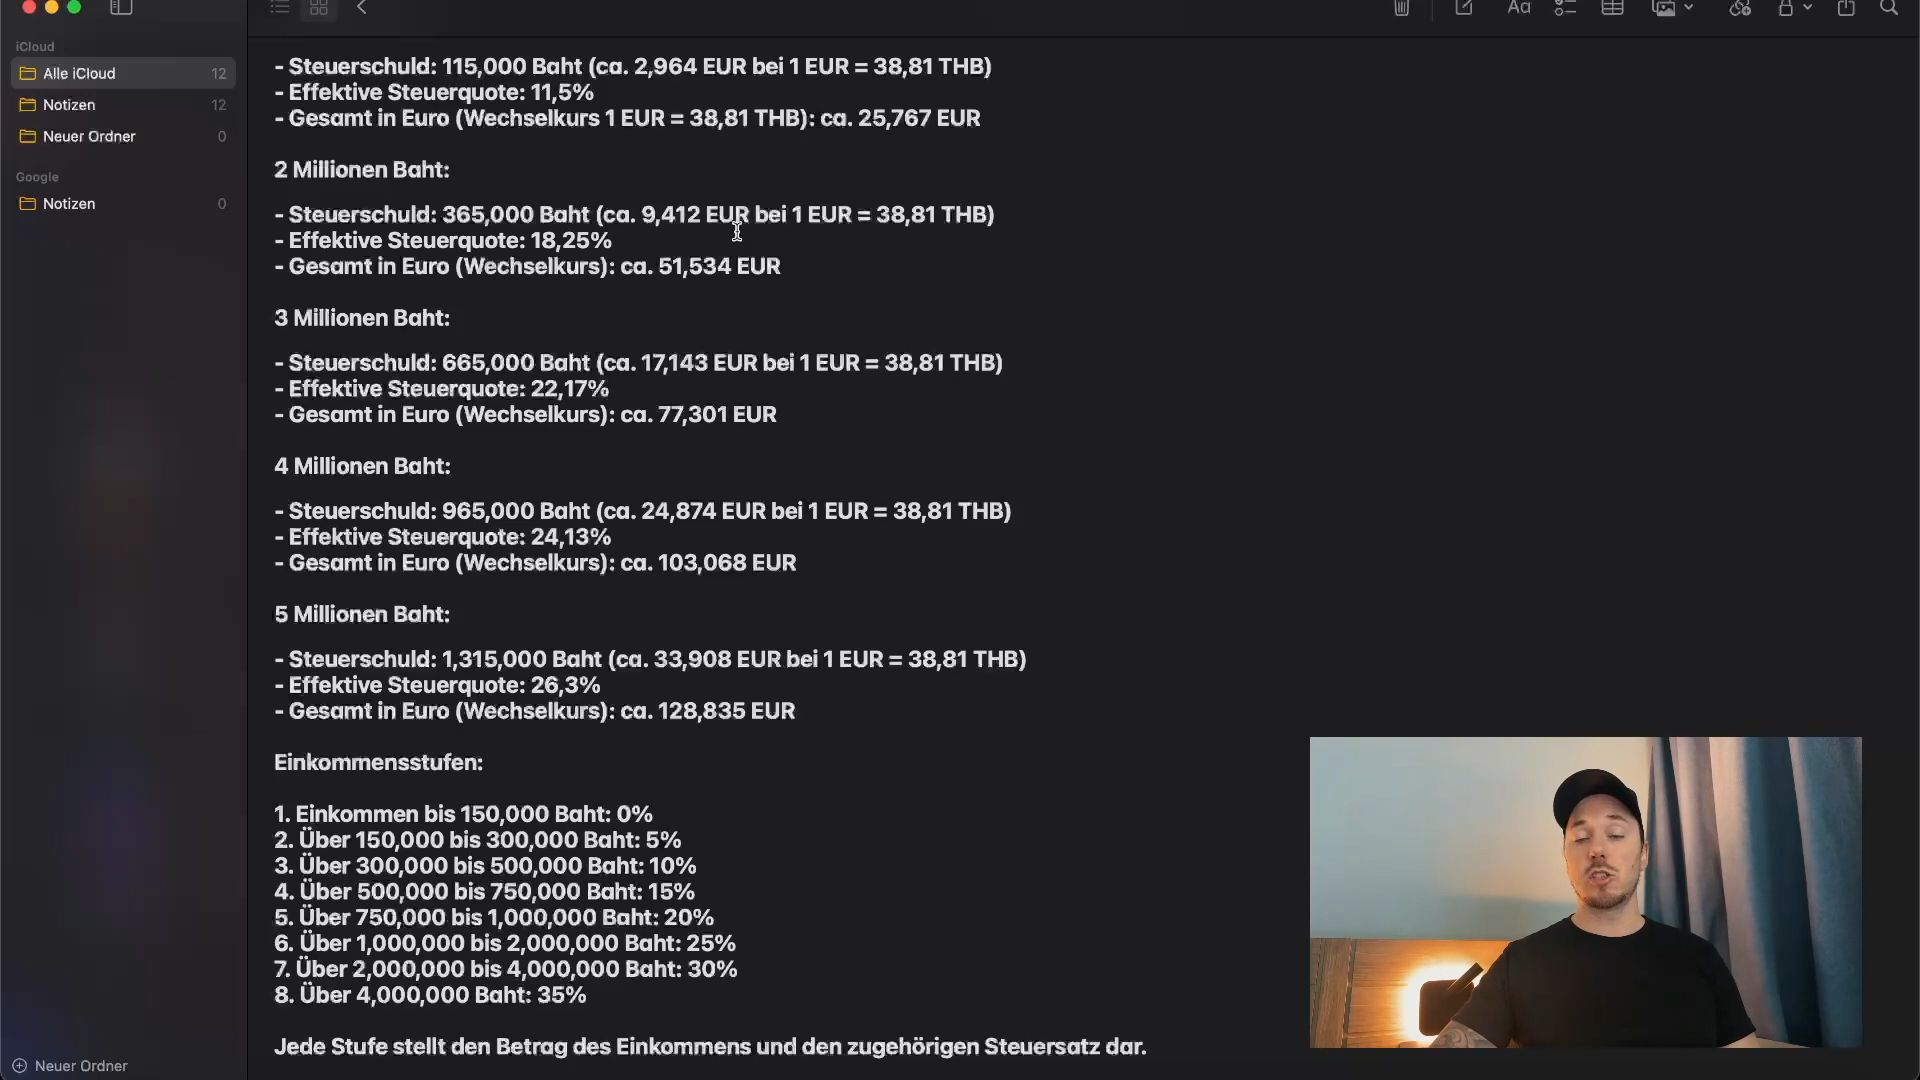 iCloud
Alle iCloud 12
Notizen 12
Neuer Ordner 0
Google
Notizen 0
Neuer Ordner
Aa
- Steuerschuld: 115,000 Baht (ca. 2,964 EUR bei 1 EUR = 38,81 THB)
- Effektive Steuerquote: 11,5%
- Gesamt in Euro (Wechselkurs 1 EUR = 38,81 THB): ca. 25,767 EUR
2 Millionen Baht:
- Steuerschuld: 365,000 Baht (ca. 9,412 EUR bei 1 EUR = 38,81 THB)
- Effektive Steuerquote: 18,25%
- Gesamt in Euro (Wechselkurs): ca. 51,534 EUR
3 Millionen Baht:
- Steuerschuld: 665,000 Baht (ca. 17,143 EUR bei 1 EUR = 38,81 THB)
- Effektive Steuerquote: 22,17%
- Gesamt in Euro (Wechselkurs): ca. 77,301 EUR
4 Millionen Baht:
- Steuerschuld: 965,000 Baht (ca. 24,874 EUR bei 1 EUR = 38,81 THB)
- Effektive Steuerquote: 24,13%
- Gesamt in Euro (Wechselkurs): ca. 103,068 EUR
5 Millionen Baht:
- Steuerschuld: 1,315,000 Baht (ca. 33,908 EUR bei 1 EUR = 38,81 THB)
- Effektive Steuerquote: 26,3%
- Gesamt in Euro (Wechselkurs): ca. 128,835 EUR
Einkommensstufen:
1. Einkommen bis 150,000 Baht: 0%
2. Über 150,000 bis 300,000 Baht: 5%
3. Über 300,000 bis 500,000 Baht: 10%
4. Über 500,000 bis 750,000 Baht: 15%
5. Über 750,000 bis 1,000,000 Baht: 20%
6. Über 1,000,000 bis 2,000,000 Baht: 25%
7. Über 2,000,000 bis 4,000,000 Baht: 30%
8. Über 4,000,000 Baht: 35%
Jede Stufe stellt den Betrag des Einkommens und den zugehörigen Steuersatz dar.